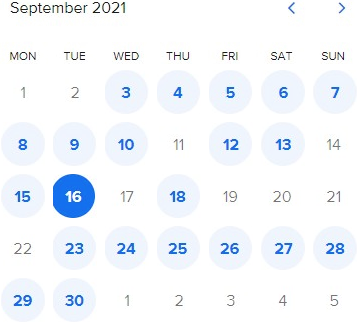 September 2021
MON TUE WED THU FRI SAT SUN
1 2 3 4 5 6 7
8 9 10 11 12 13 14
15 16 17 18 19 20 21
22 23 24 25 26 27 28
29 30 1 2 3 4 5